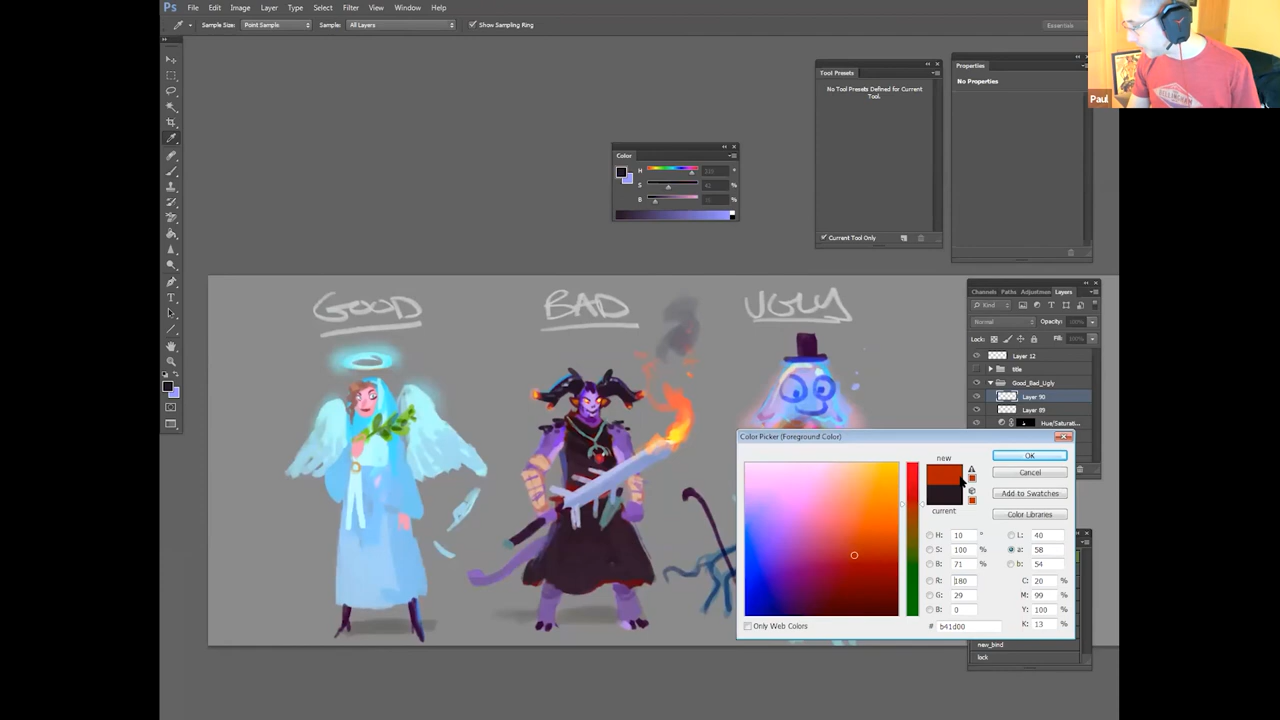 Ps File Edit Image Layer Type Select Filter View Window Help
Sample Size: Point Sample Sample: All Layers Show Sampling Ring Essentials
Paul
Tool Presets
No Tool Presets Defined for Current
Tool.
Current Tool Only
Properties
No Properties
Color
H °
S %
B %
GOOD BAD UGLY
Channels Paths Adjustmen Layers
Kind
Normal Opacity:
Lock: Fill:
Layer 12
title
Good_Bad_Ugly
Layer 90
Layer 89
Hue/Saturati...
Color Picker (Foreground Color)
new
current
OK
Cancel
Add to Swatches
Color Libraries
H: 10 ° L: 40
S: 100 % a: 58
B: 71 % b: 54
R: 180 C: 20 %
G: 29 M: 99 %
B: 0 Y: 100 %
# b41d00 K: 13 %
Only Web Colors
new_bind
lock